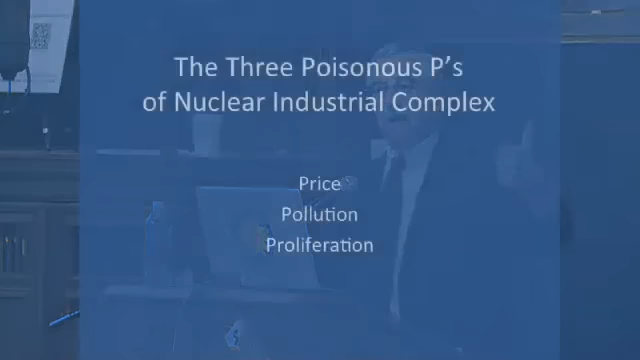 The Three Poisonous P's
of Nuclear Industrial Complex
Price
Pollution
Proliferation